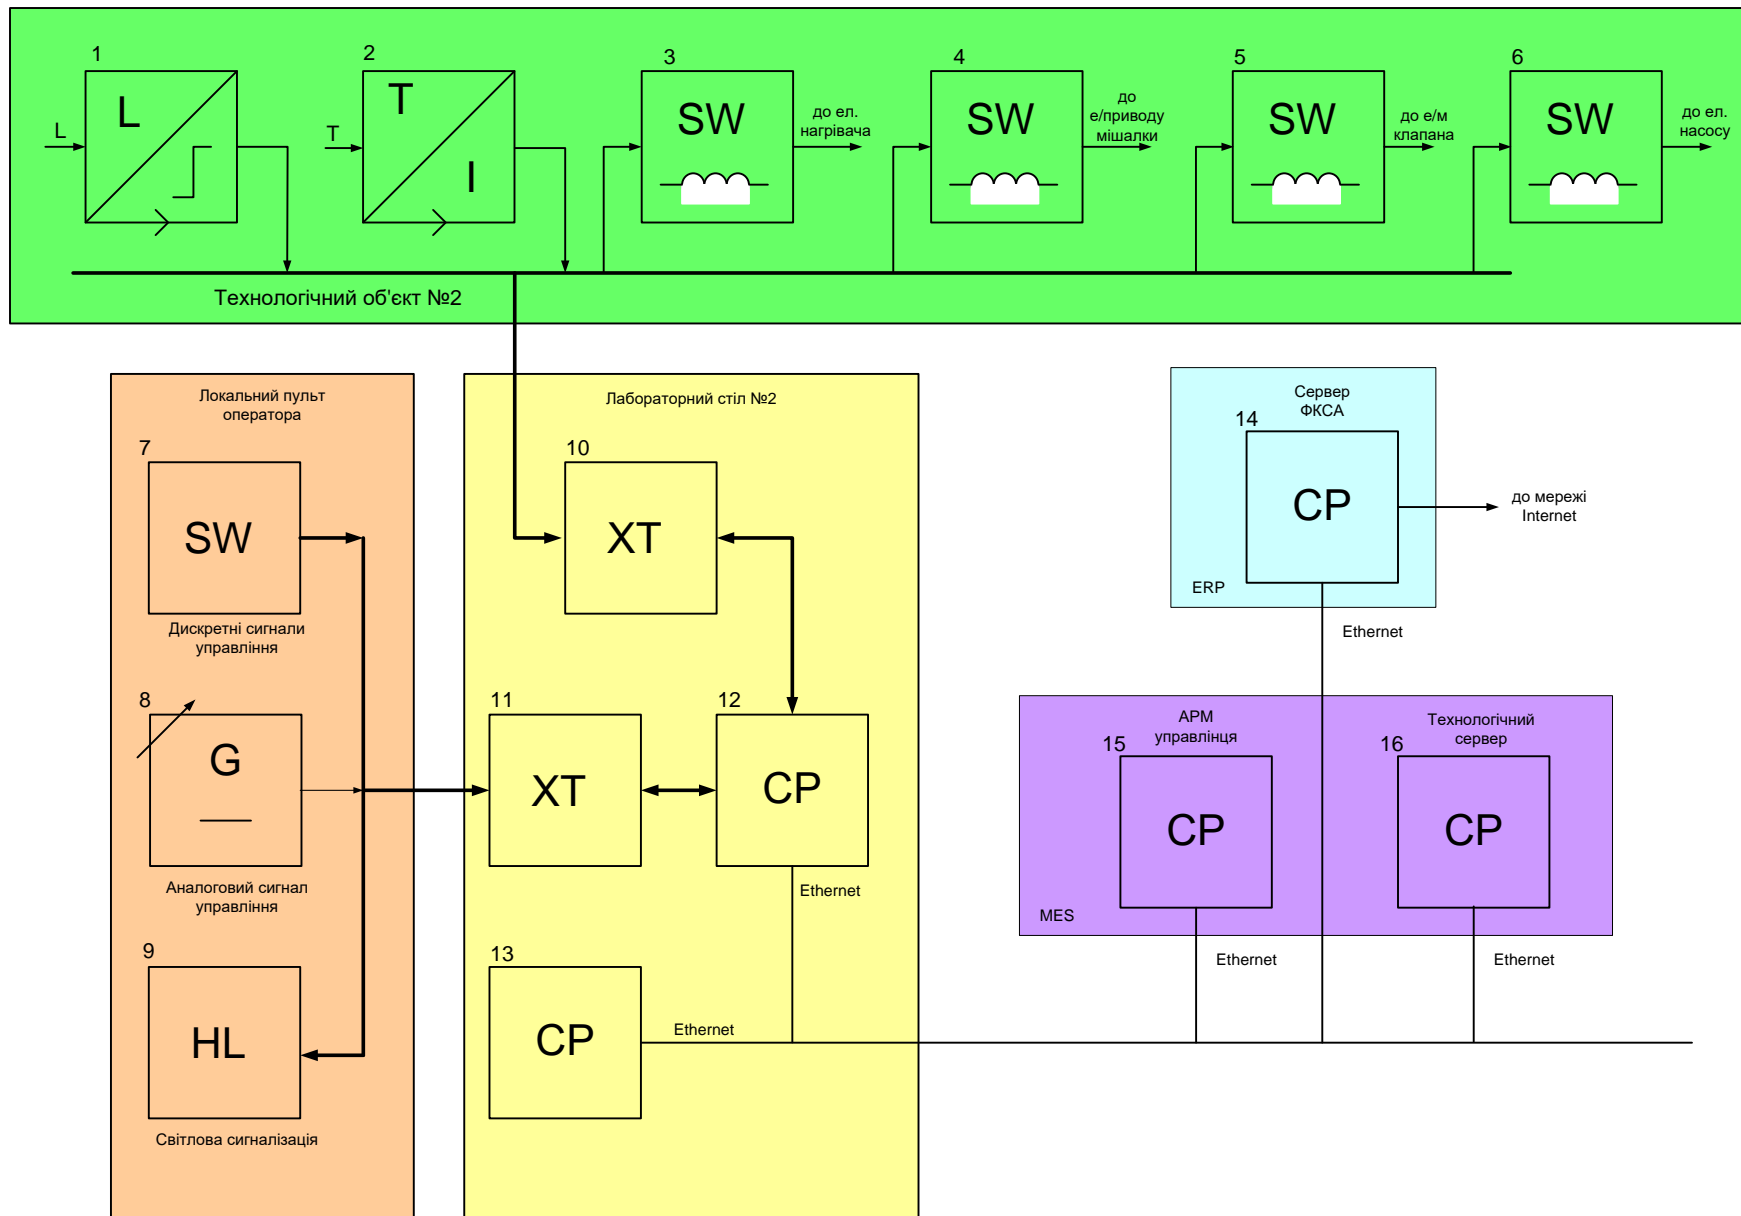 1
2
3
4
5
6
L
L
T
T
I
SW
до ел.
нагрівача
SW
до
е/приводу
мішалки
SW
до е/м
клапана
SW
до ел.
насосу
Технологічний об'єкт №2
Локальний пульт
оператора
7
SW
Дискретні сигнали
управління
8
G
Аналоговий сигнал
управління
9
HL
Світлова сигналізація
Лабораторний стіл №2
10
XT
11
XT
12
CP
Ethernet
13
CP
Ethernet
Сервер
ФКСА
14
CP
ERP
до мережі
Internet
Ethernet
АРМ
управлінця
15
CP
MES
Технологічний
сервер
16
CP
Ethernet
Ethernet